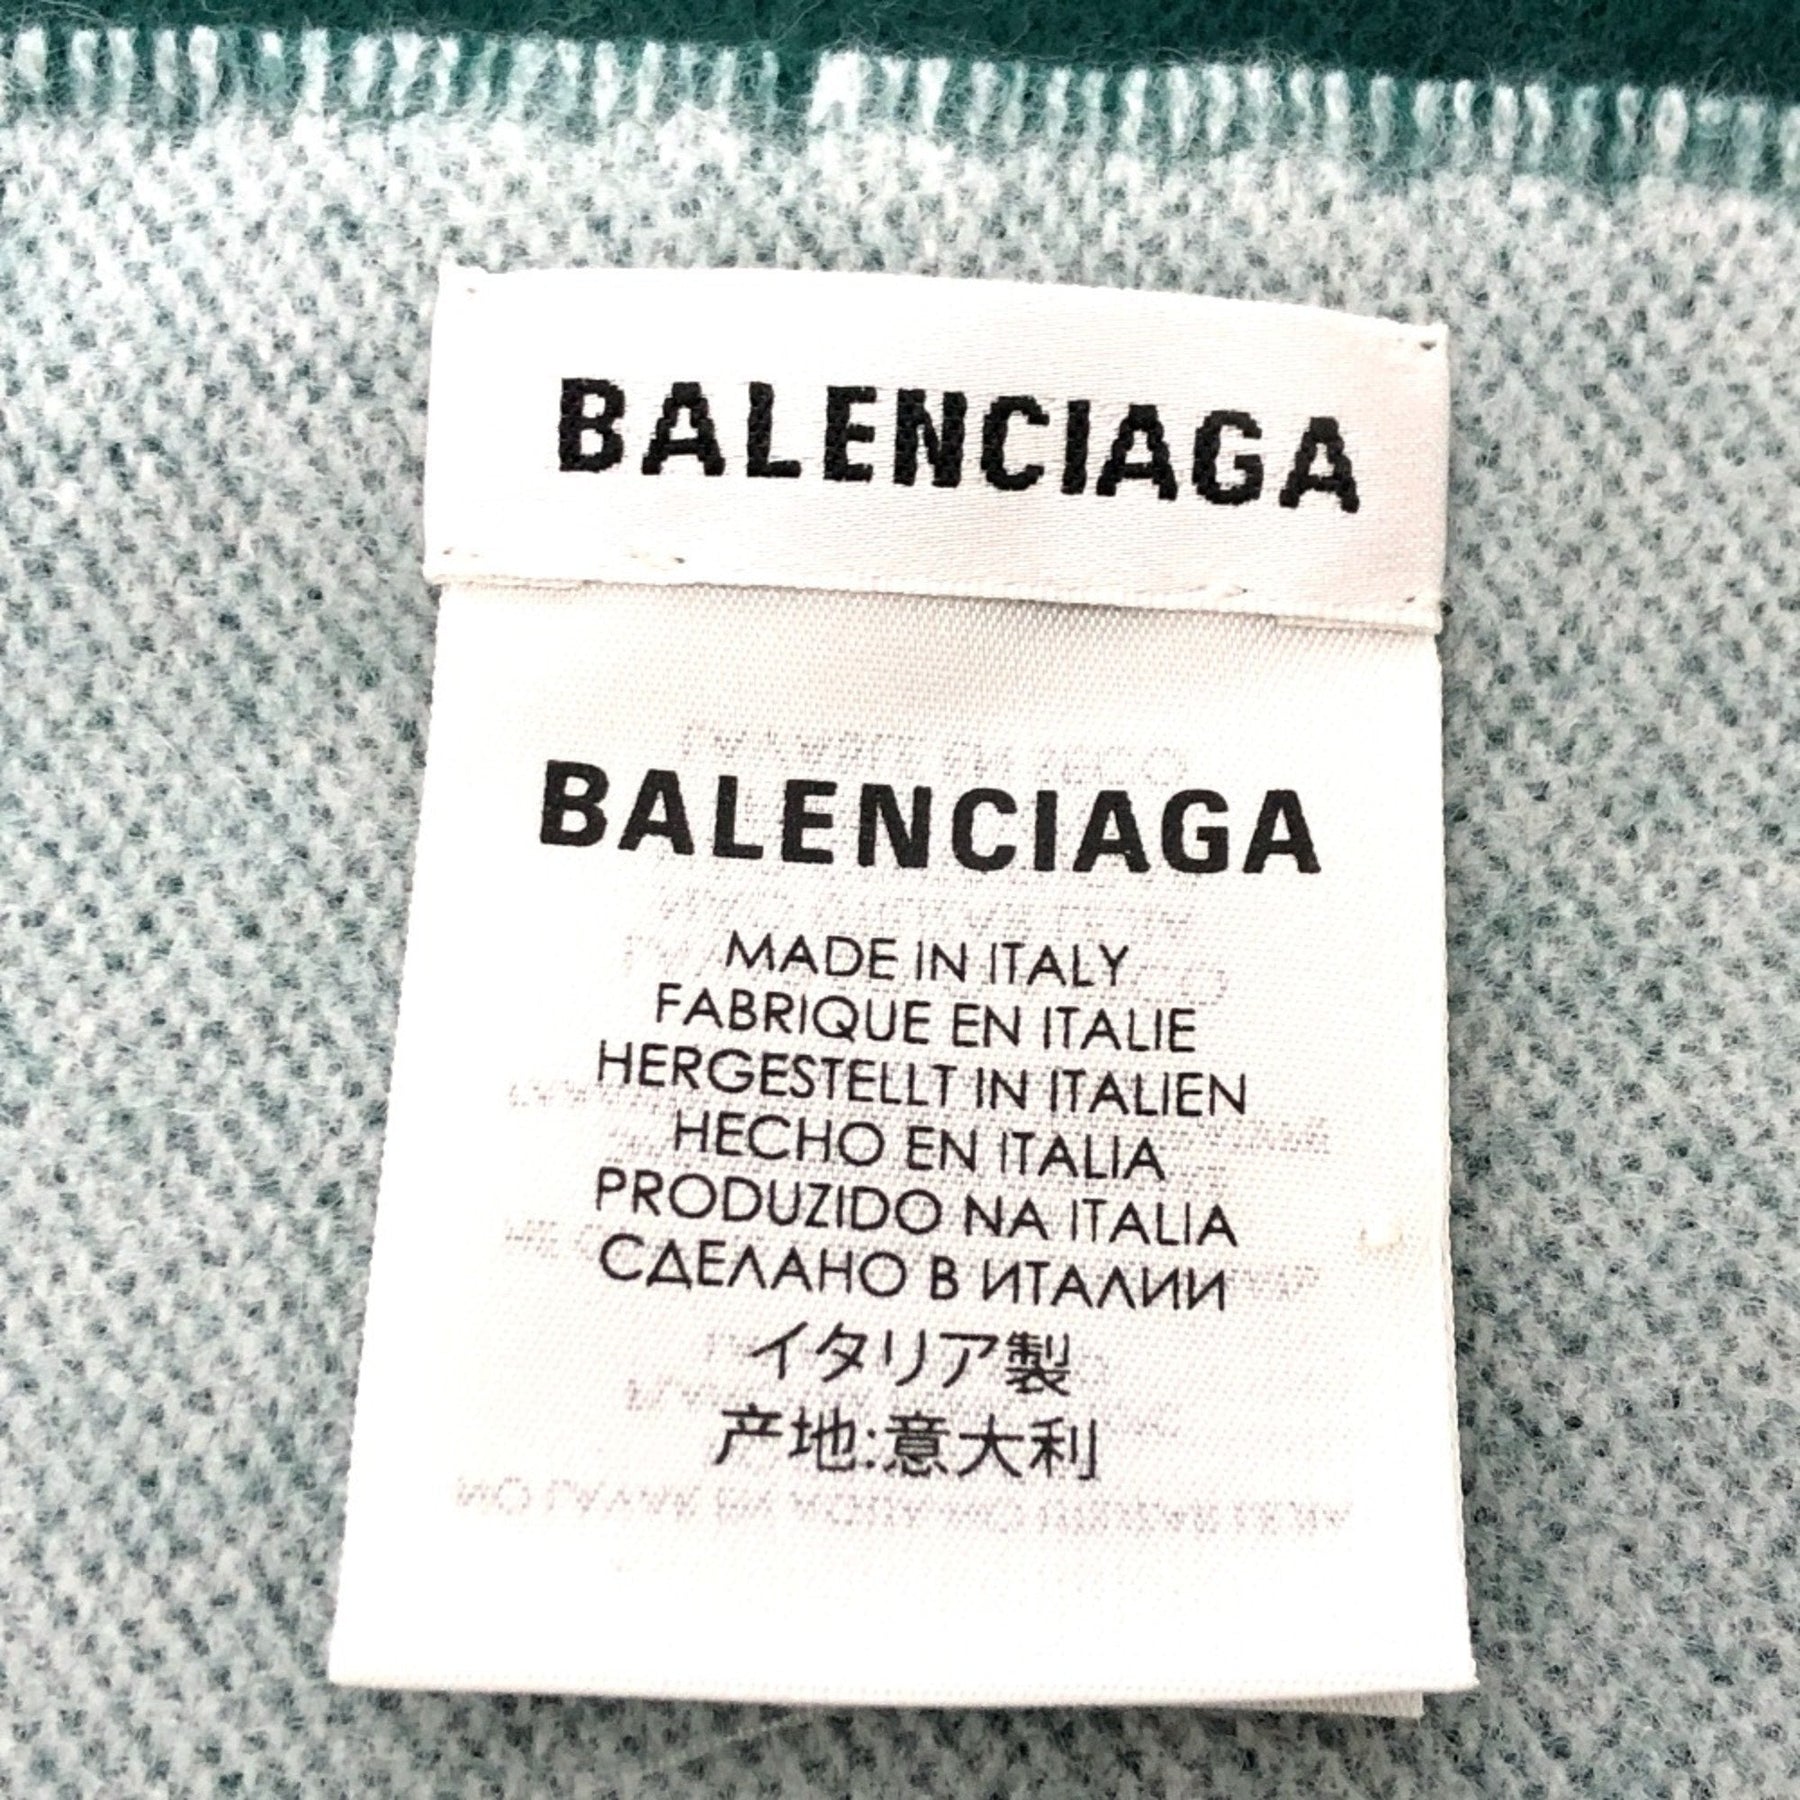 BALENCIAGA
BALENCIAGA
MADE IN ITALY
FABRIQUE EN ITALIE
HERGESTELLT IN ITALIEN
HECHO EN ITALIA
PRODUZIDO NA ITALIA
СДЕЛАНО В ИТАЛИИ
イタリア製
产地:意大利